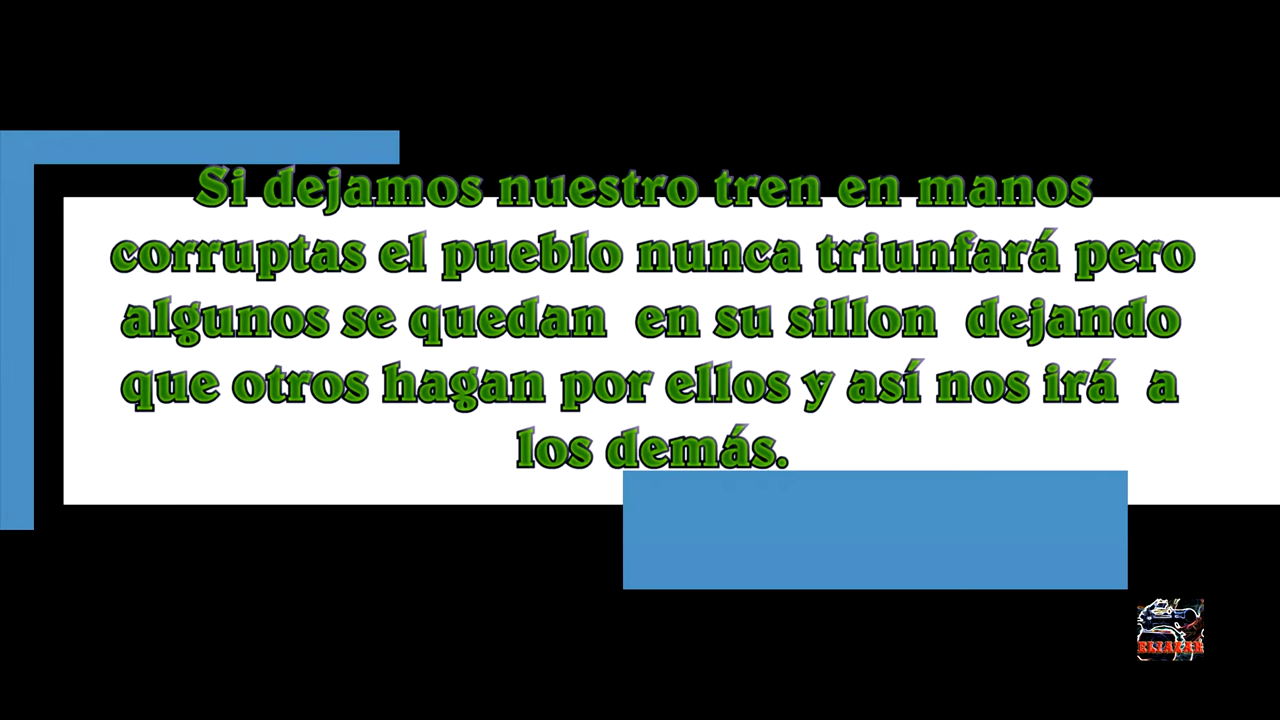 Si dejamos nuestro tren en manos
corruptas el pueblo nunca triunfará pero
algunos se quedan en su sillon dejando
que otros hagan por ellos y así nos irá a
los demás.
ELIAZAR